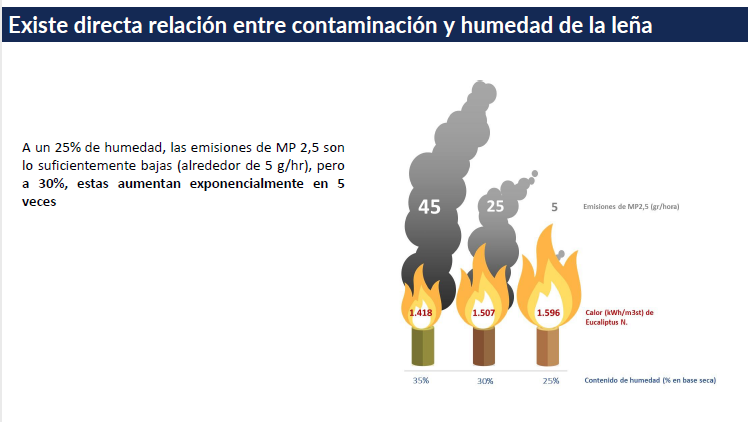 Existe directa relación entre contaminación y humedad de la leña
A un 25% de humedad, las emisiones de MP 2,5 son
lo suficientemente bajas (alrededor de 5 g/hr), pero
a 30%, estas aumentan exponencialmente en 5
veces
45 25 5 Emisiones de MP2,5 (gr/hora)
1.418 1.507 1.596 Calor (kWh/m3st) de
Eucaliptus N.
35% 30% 25% Contenido de humedad (% en base seca)